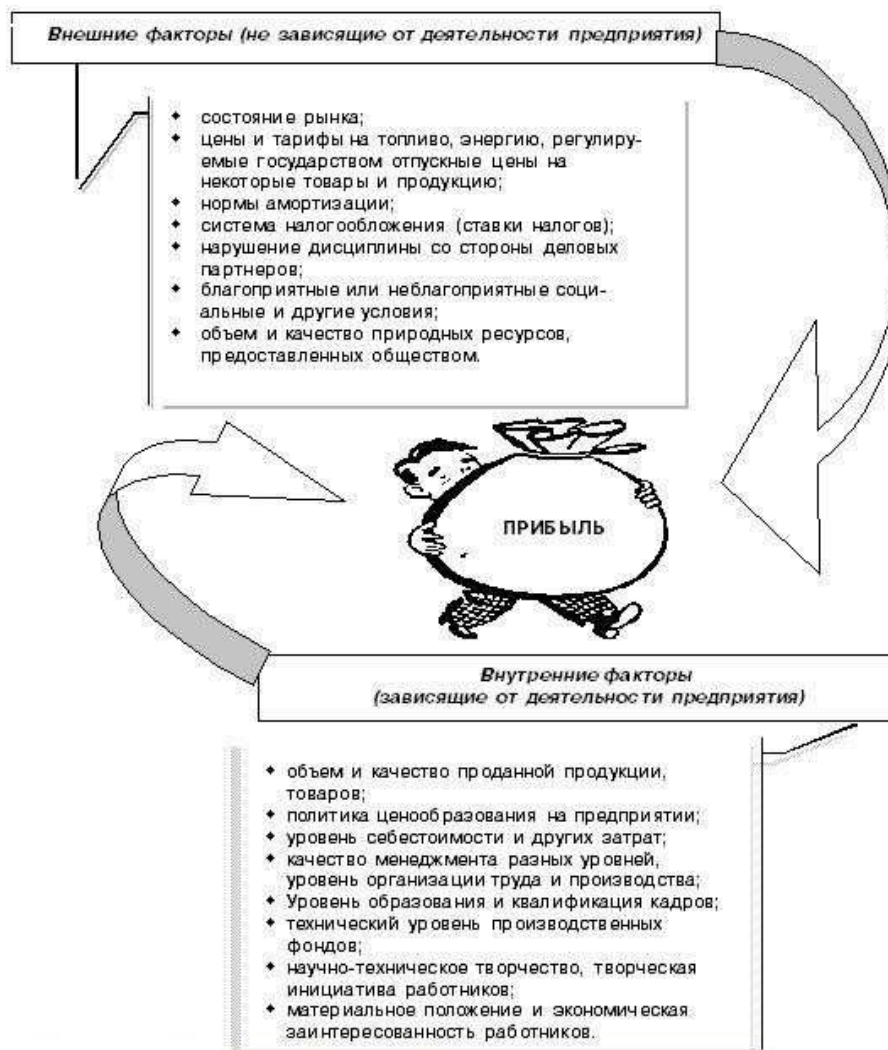 Внешние факторы (не зависящие от деятельности предприятия)
◆ состояние рынка;
◆ цены и тарифы на топливо, энергию, регулиру-
емые государством отпускные цены на
некоторые товары и продукцию;
◆ нормы амортизации;
◆ система налогообложения (ставки налогов);
◆ нарушение дисциплины со стороны деловых
партнеров;
◆ благоприятные или неблагоприятные соци-
альные и другие условия;
◆ объем и качество природных ресурсов,
предоставленных обществом.
ПРИБЫЛЬ
Внутренние факторы
(зависящие от деятельности предприятия)
◆ объем и качество проданной продукции,
товаров;
◆ политика ценообразования на предприятии;
◆ уровень себестоимости и других затрат;
◆ качество менеджмента разных уровней,
уровень организации труда и производства;
◆ Уровень образования и квалификация кадров;
◆ технический уровень производственных
фондов;
◆ научно-техническое творчество, творческая
инициатива работников;
◆ материальное положение и экономическая
заинтересованность работников.